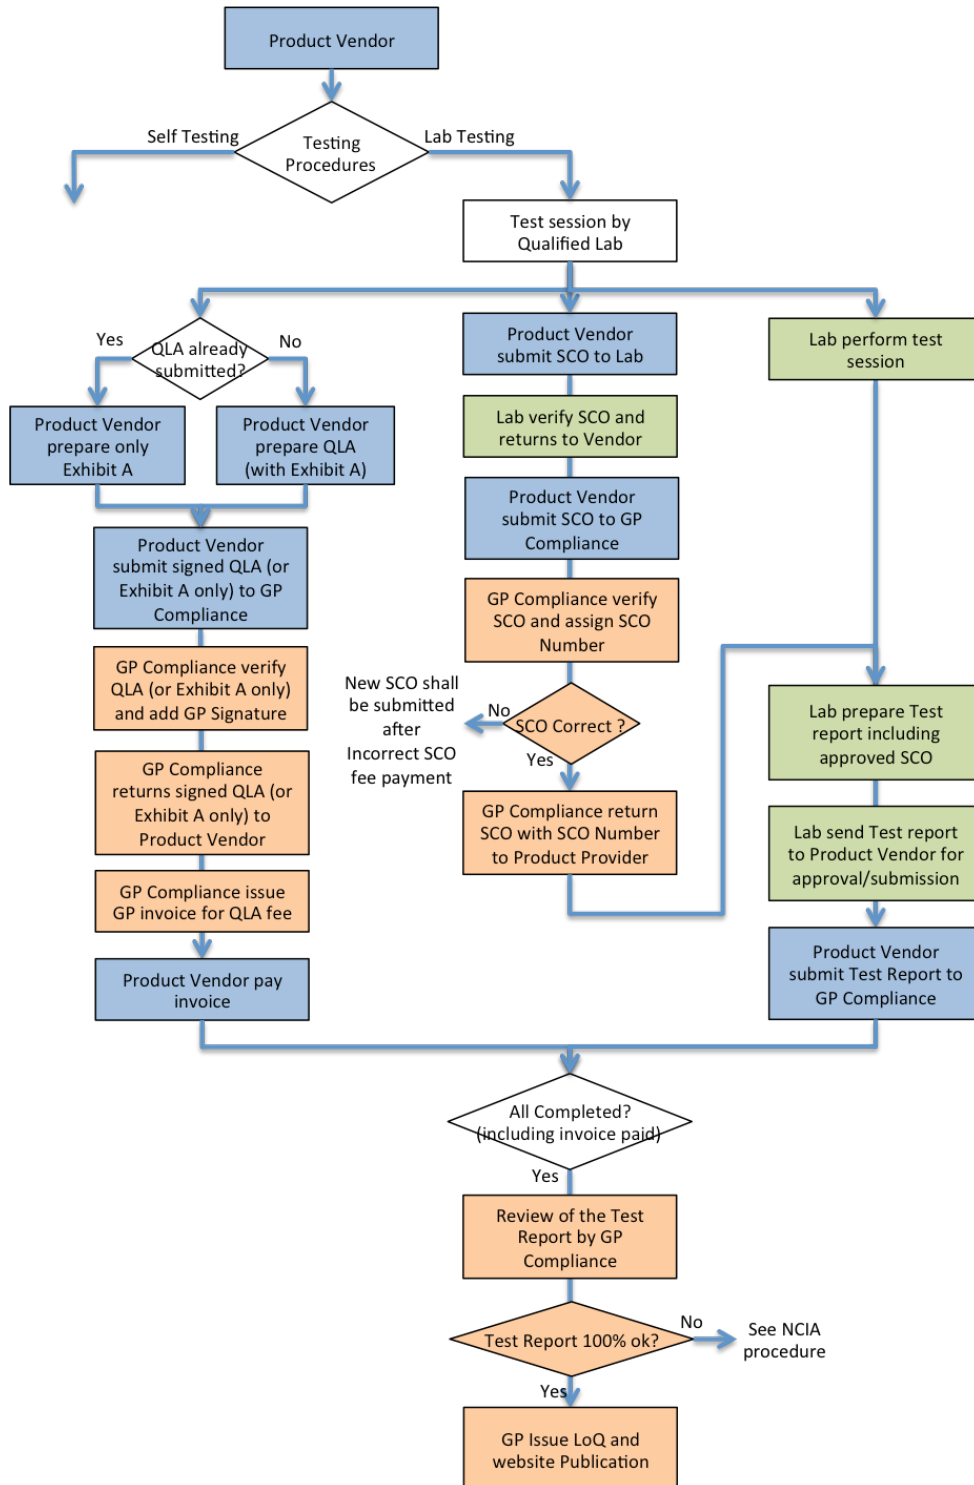 Product Vendor
Self Testing
Lab Testing
Testing
Procedures
Test session by
Qualified Lab
Yes
No
QLA already
submitted?
Product Vendor
submit SCO to Lab
Lab perform test
session
Product Vendor
prepare only
Exhibit A
Product Vendor
prepare QLA
(with Exhibit A)
Lab verify SCO and
returns to Vendor
Product Vendor
submit SCO to GP
Compliance
Product Vendor
submit signed QLA (or
Exhibit A only) to GP
Compliance
GP Compliance verify
SCO and assign SCO
Number
GP Compliance verify
QLA (or Exhibit A only)
and add GP Signature
New SCO shall
be submitted
after
Incorrect SCO
fee payment
No
SCO Correct ?
Yes
Lab prepare Test
report including
approved SCO
GP Compliance
returns signed QLA (or
Exhibit A only) to
Product Vendor
GP Compliance return
SCO with SCO Number
to Product Provider
Lab send Test report
to Product Vendor for
approval/submission
GP Compliance issue
GP invoice for QLA fee
Product Vendor pay
invoice
Product Vendor
submit Test Report to
GP Compliance
All Completed?
(including invoice paid)
Yes
Review of the Test
Report by GP
Compliance
Test Report 100% ok?
No
See NCIA
procedure
Yes
GP Issue LoQ and
website Publication